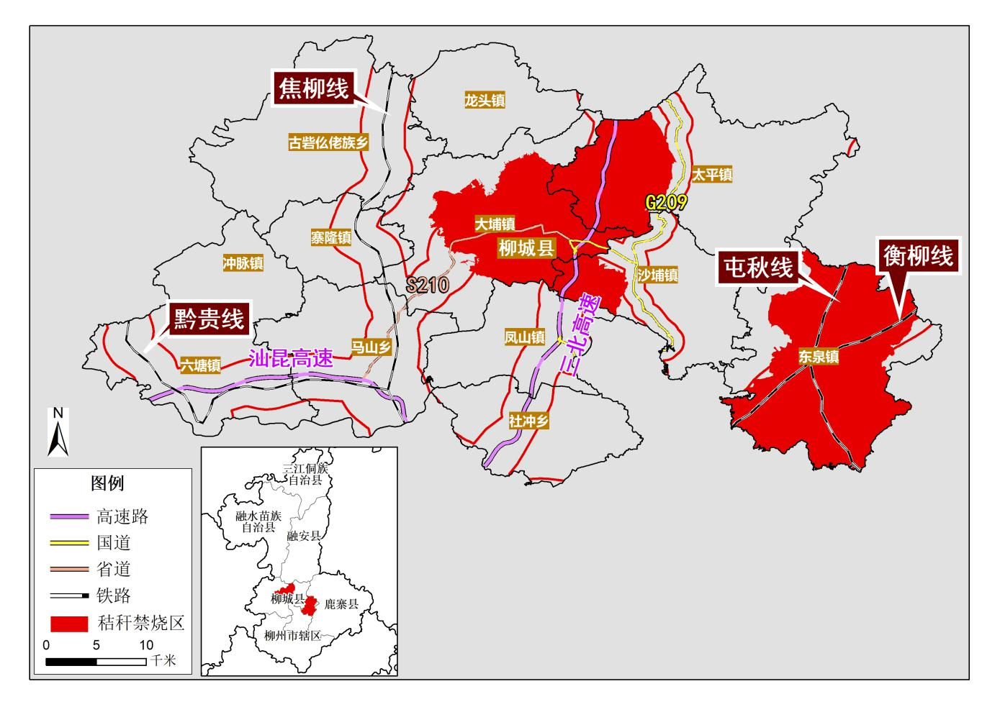 焦柳线
龙头镇
古砦仫佬族乡
太平镇
G209
大埔镇
寨隆镇
柳城县
冲脉镇
屯秋线
衡柳线
沙埔镇
S210
黔贵线
三北高速
凤山镇
马山乡
汕昆高速
六塘镇
东泉镇
社冲乡
N
图例
高速路
国道
省道
铁路
秸秆禁烧区
0 5 10
千米
三江侗族
自治县
融水苗族
自治县
融安县
柳城县
鹿寨县
柳州市辖区